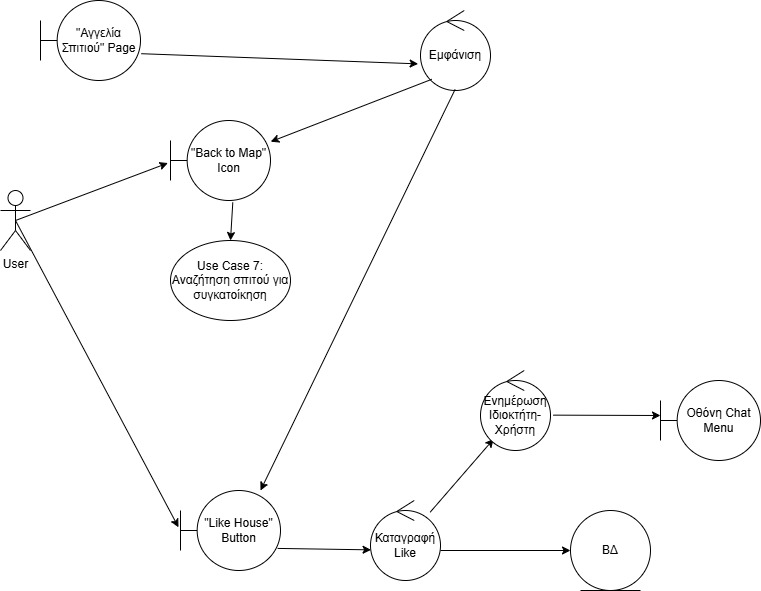 "Αγγελία
Σπιτιού" Page
Εμφάνιση
"Back to Map"
Icon
User
Use Case 7:
Αναζήτηση σπιτού για
συγκατοίκηση
Ενημέρωση
Ιδιοκτήτη-
Χρήστη
Οθόνη Chat
Menu
"Like House"
Button
Καταγραφή
Like
ΒΔ